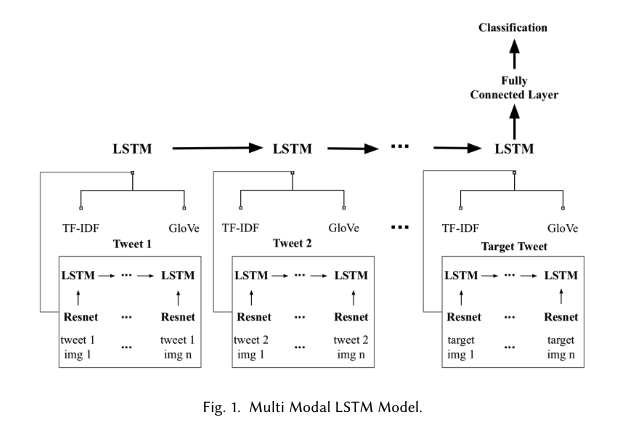 Classification
Fully
Connected Layer
LSTM LSTM ... LSTM
TF-IDF GloVe TF-IDF GloVe ... TF-IDF GloVe
Tweet 1 Tweet 2 Target Tweet
LSTM ... LSTM LSTM ... LSTM LSTM ... LSTM
Resnet ... Resnet Resnet ... Resnet Resnet ... Resnet
tweet 1 ... tweet 1 tweet 2 ... tweet 2 target ... target
img 1 img n img 1 img n img 1 img n
Fig. 1. Multi Modal LSTM Model.